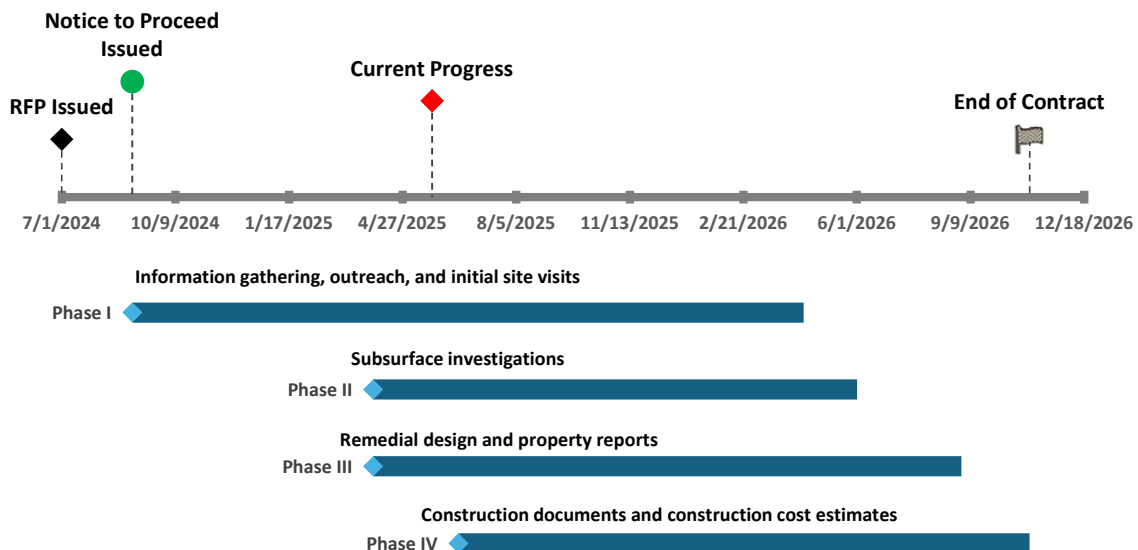 Notice to Proceed
Issued
Current Progress
RFP Issued
End of Contract
7/1/2024 10/9/2024 1/17/2025 4/27/2025 8/5/2025 11/13/2025 2/21/2026 6/1/2026 9/9/2026 12/18/2026
Information gathering, outreach, and initial site visits
Phase I
Subsurface investigations
Phase II
Remedial design and property reports
Phase III
Construction documents and construction cost estimates
Phase IV